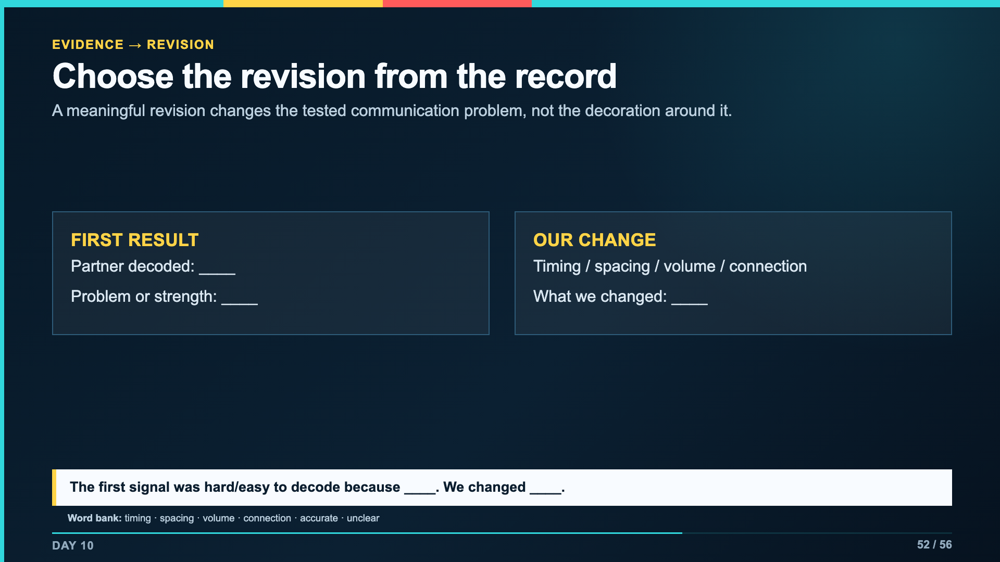 EVIDENCE → REVISION
Choose the revision from the record
A meaningful revision changes the tested communication problem, not the decoration around it.
FIRST RESULT
Partner decoded: ____
Problem or strength: ____
OUR CHANGE
Timing / spacing / volume / connection
What we changed: ____
The first signal was hard/easy to decode because ____. We changed ____.
Word bank: timing · spacing · volume · connection · accurate · unclear
DAY 10
52 / 56